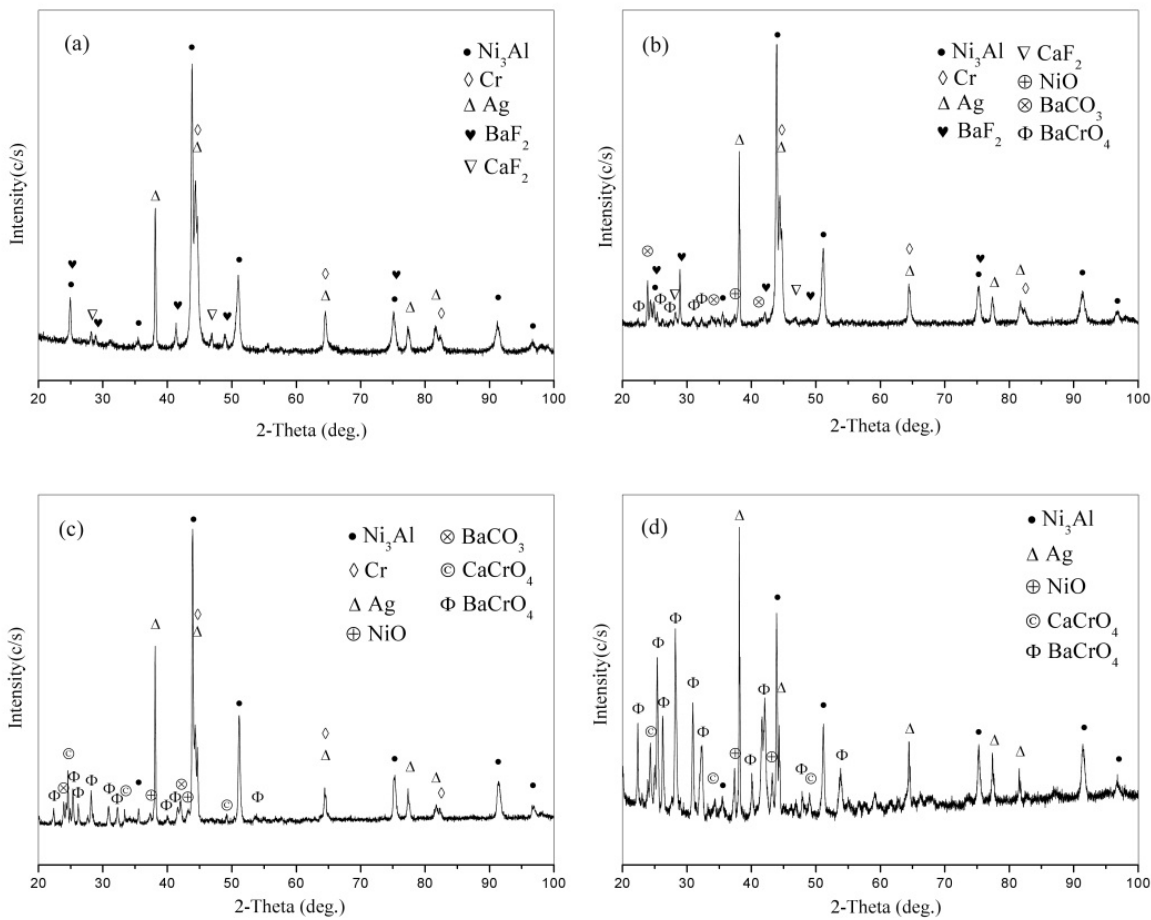 (a)
● Ni₃Al
◊ Cr
Δ Ag
♥ BaF₂
∇ CaF₂
Intensity(c/s)
20 30 40 50 60 70 80 90 100
2-Theta (deg.)
(b)
● Ni₃Al ∇ CaF₂
◊ Cr ⊕ NiO
Δ Ag ⊗ BaCO₃
♥ BaF₂ Φ BaCrO₄
Intensity(c/s)
20 30 40 50 60 70 80 90 100
2-Theta (deg.)
(c)
● Ni₃Al ⊗ BaCO₃
◊ Cr © CaCrO₄
Δ Ag Φ BaCrO₄
⊕ NiO
Intensity(c/s)
20 30 40 50 60 70 80 90 100
2-Theta (deg.)
(d)
● Ni₃Al
Δ Ag
⊕ NiO
© CaCrO₄
Φ BaCrO₄
Intensity(c/s)
20 30 40 50 60 70 80 90 100
2-Theta (deg.)